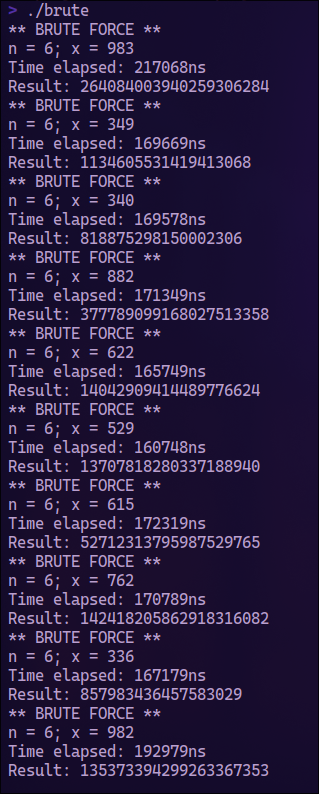 > ./brute
** BRUTE FORCE **
n = 6; x = 983
Time elapsed: 217068ns
Result: 264084003940259306284
** BRUTE FORCE **
n = 6; x = 349
Time elapsed: 169669ns
Result: 1134605531419413068
** BRUTE FORCE **
n = 6; x = 340
Time elapsed: 169578ns
Result: 818875298150002306
** BRUTE FORCE **
n = 6; x = 882
Time elapsed: 171349ns
Result: 377789099168027513358
** BRUTE FORCE **
n = 6; x = 622
Time elapsed: 165749ns
Result: 14042909414489776624
** BRUTE FORCE **
n = 6; x = 529
Time elapsed: 160748ns
Result: 13707818280337188940
** BRUTE FORCE **
n = 6; x = 615
Time elapsed: 172319ns
Result: 52712313795987529765
** BRUTE FORCE **
n = 6; x = 762
Time elapsed: 170789ns
Result: 142418205862918316082
** BRUTE FORCE **
n = 6; x = 336
Time elapsed: 167179ns
Result: 857983436457583029
** BRUTE FORCE **
n = 6; x = 982
Time elapsed: 192979ns
Result: 135373394299263367353